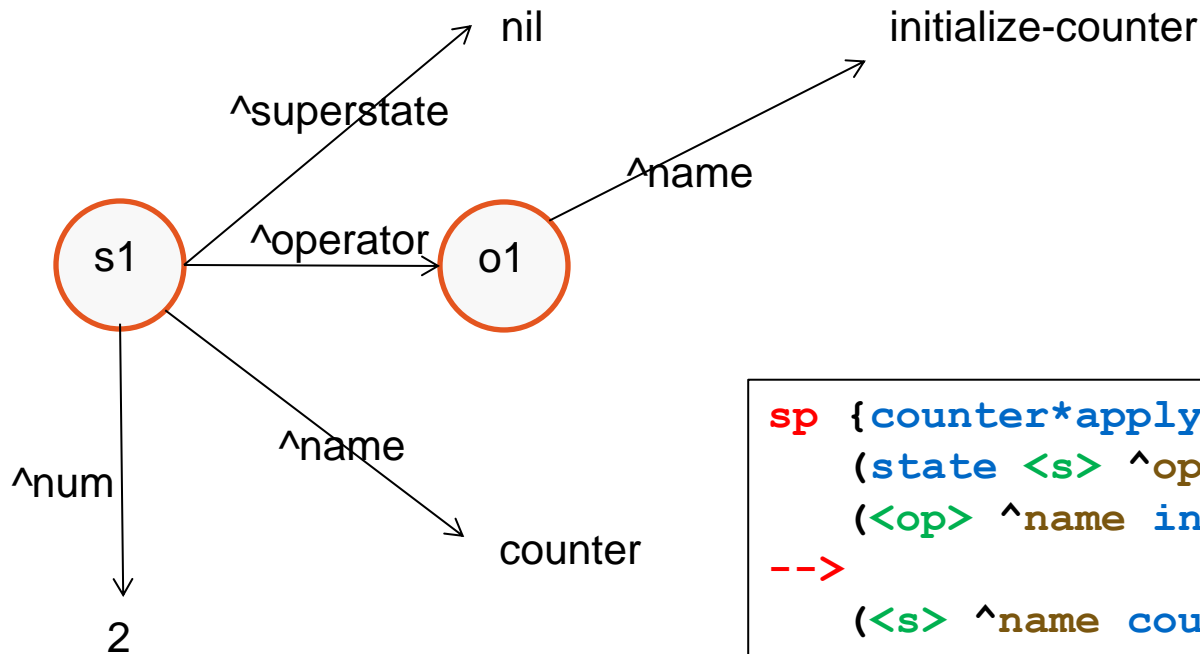 nil
initialize-counter
^superstate
^name
^operator
s1
o1
^name
^num
counter
2
sp {counter*apply
(state <s> ^op
(<op> ^name in
-->
(<s> ^name cou